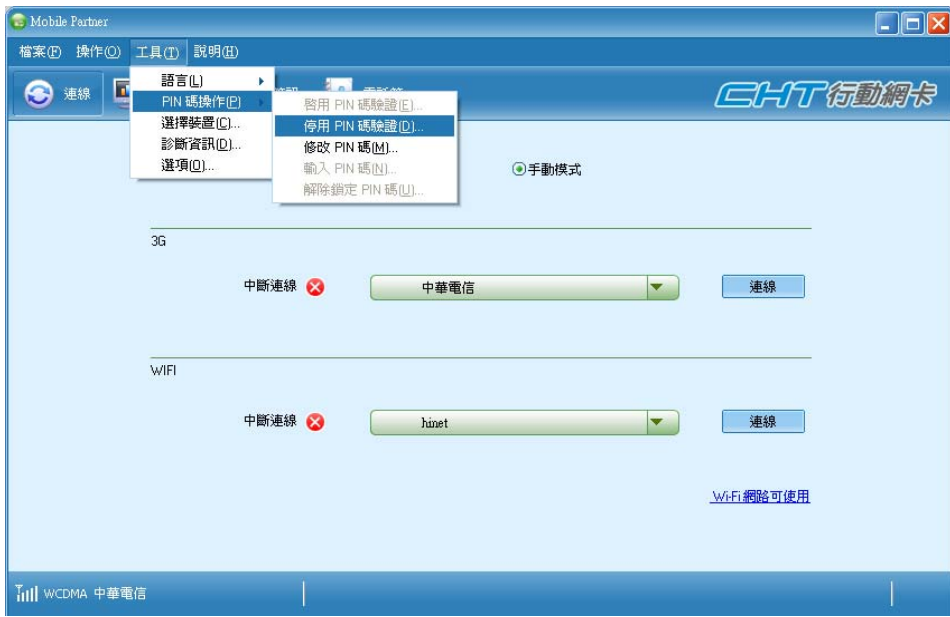 Mobile Partner
檔案(F) 操作(O) 工具(T) 說明(H)
連線
CHT行動網卡
語言(L)
PIN 碼操作(P)
選擇裝置(C)...
診斷資訊(D)...
選項(O)...
啓用 PIN 碼驗證(E)...
停用 PIN 碼驗證(D)...
修改 PIN 碼(M)...
輸入 PIN 碼(N)...
解除鎖定 PIN 碼(U)...
手動模式
3G
中斷連線 中華電信 連線
WIFI
中斷連線 hinet 連線
Wi-Fi 網路可使用
WCDMA 中華電信